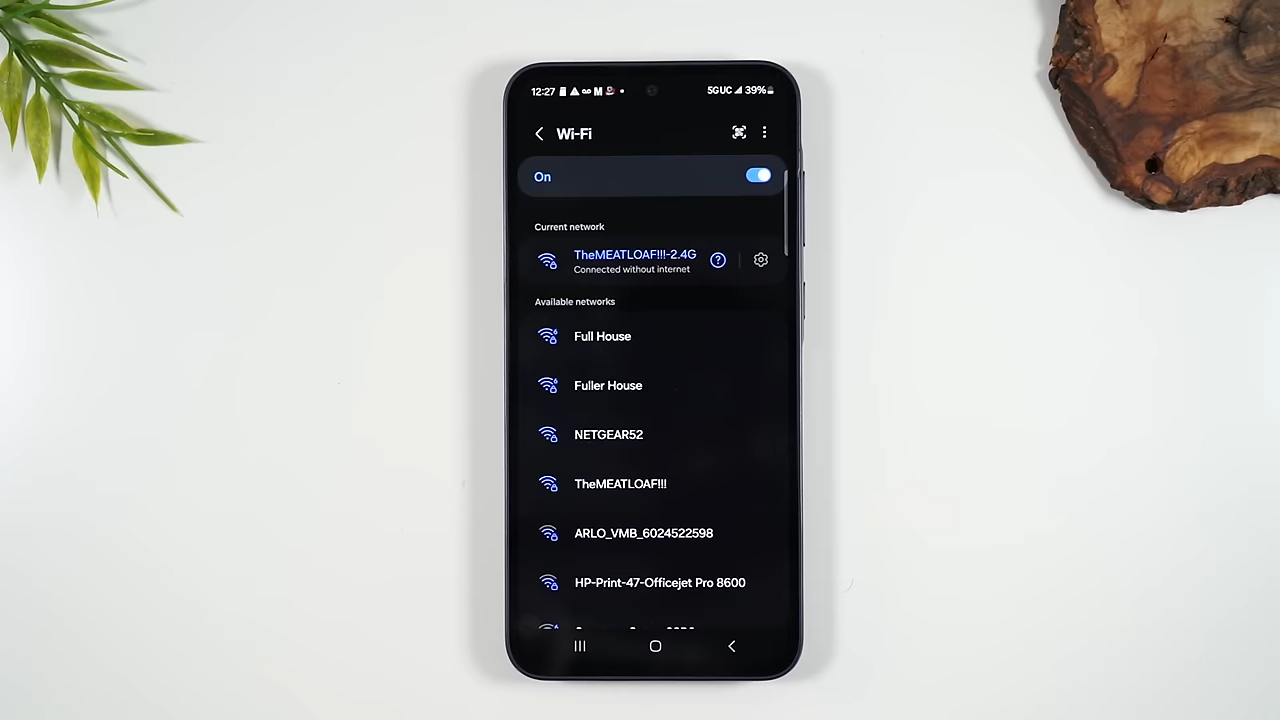 12:27 M 5GUC 39%
Wi-Fi
On
Current network
TheMEATLOAF!!!-2.4G
Connected without internet
Available networks
Full House
Fuller House
NETGEAR52
TheMEATLOAF!!!
ARLO_VMB_6024522598
HP-Print-47-Officejet Pro 8600